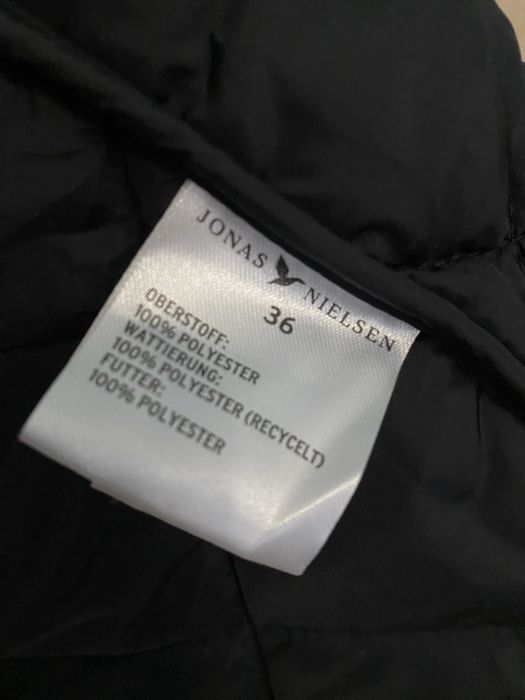 JONAS NIELSEN
36
OBERSTOFF:
100% POLYESTER
WATTIERUNG:
100% POLYESTER (RECYCELT)
FUTTER:
100% POLYESTER